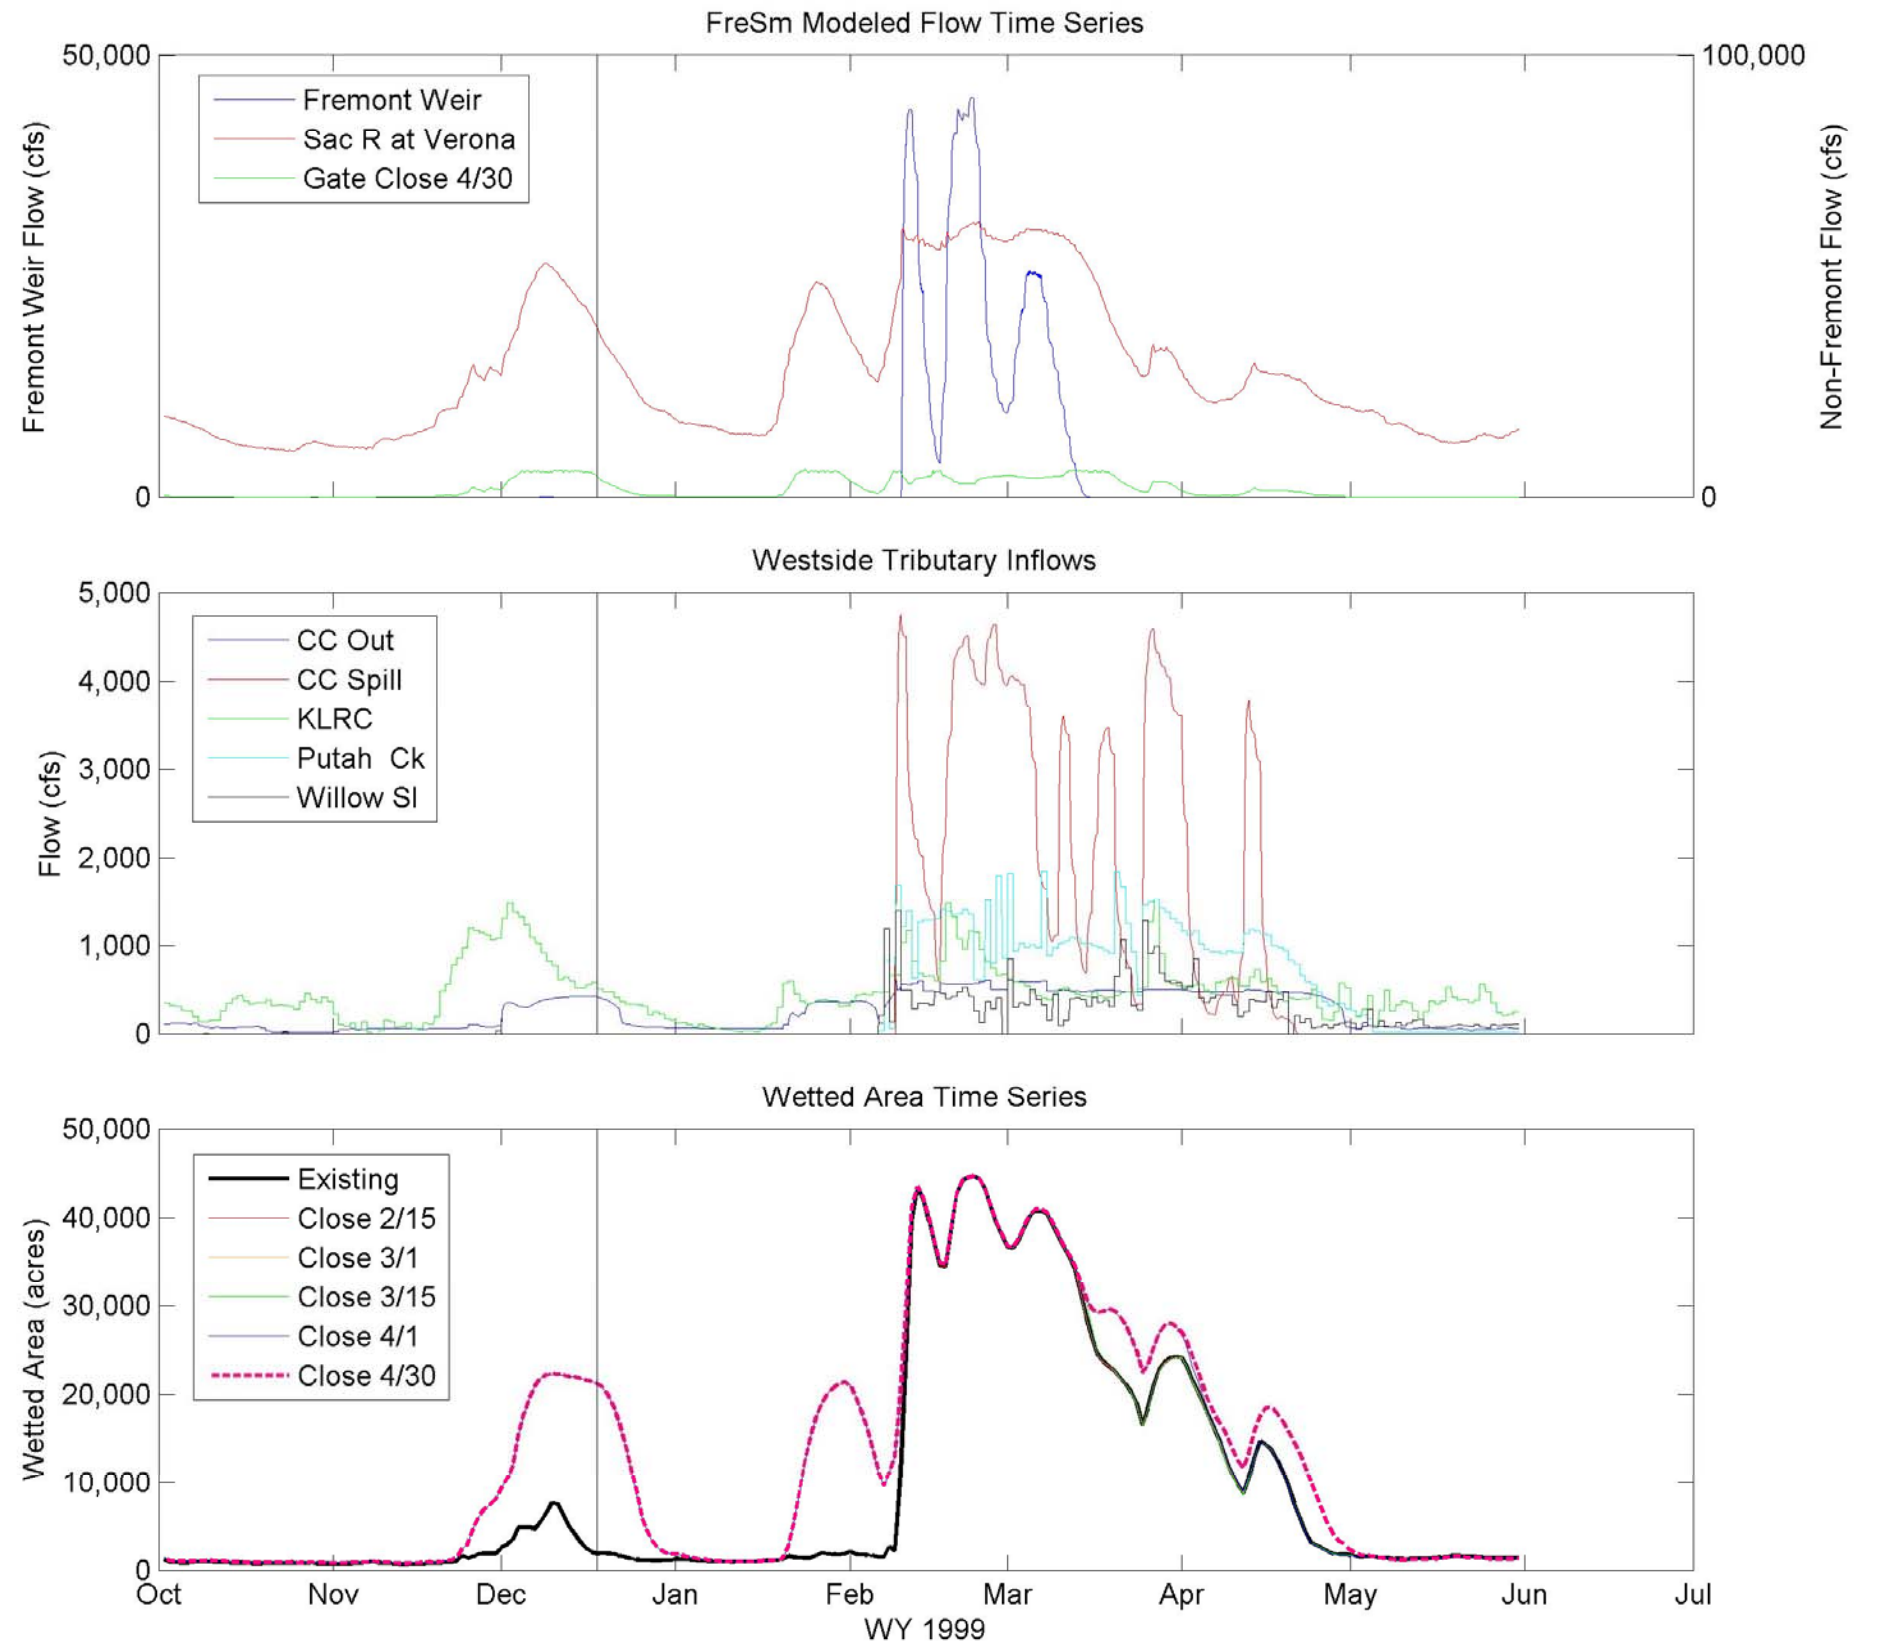 FreSm Modeled Flow Time Series
50,000
100,000
Fremont Weir
Sac R at Verona
Gate Close 4/30
Fremont Weir Flow (cfs)
Non-Fremont Flow (cfs)
0
0
Westside Tributary Inflows
5,000
CC Out
CC Spill
KLRC
Putah Ck
Willow Sl
4,000
3,000
2,000
1,000
0
Flow (cfs)
Wetted Area Time Series
50,000
Existing
Close 2/15
Close 3/1
Close 3/15
Close 4/1
Close 4/30
40,000
30,000
20,000
10,000
0
Wetted Area (acres)
Oct Nov Dec Jan Feb Mar Apr May Jun Jul
WY 1999